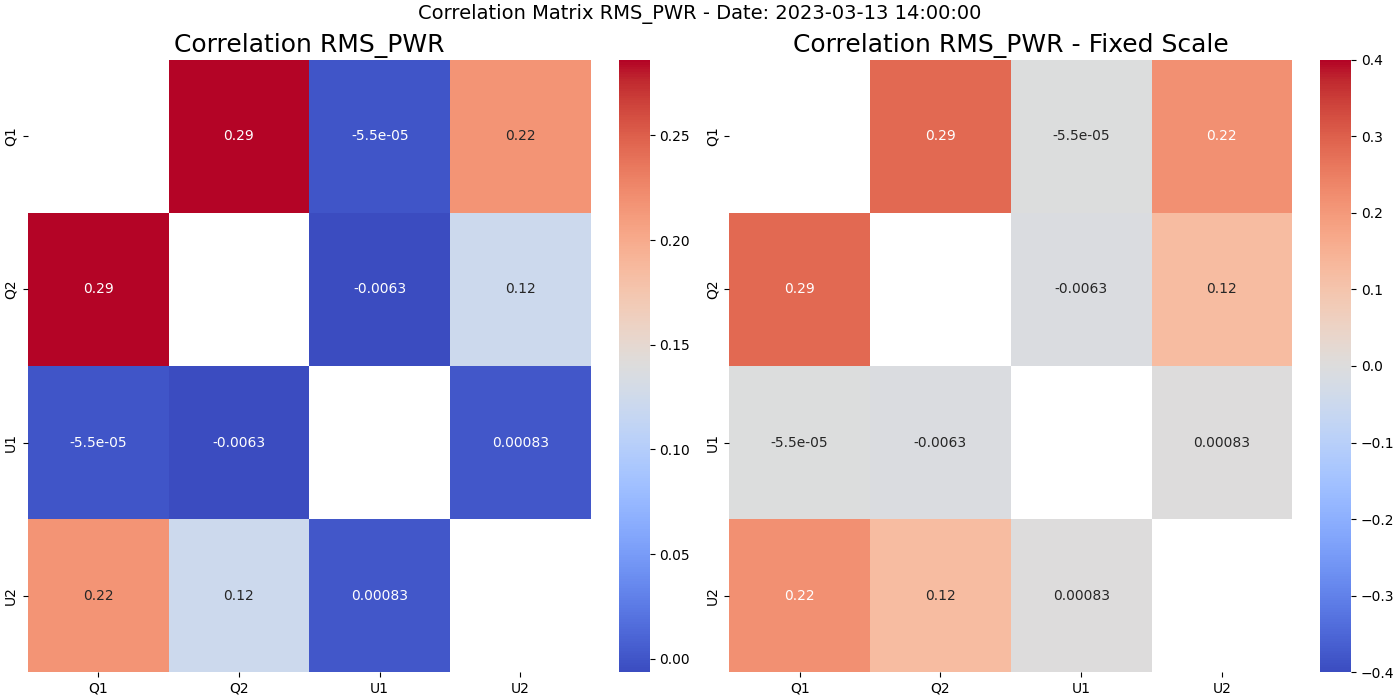 Correlation Matrix RMS_PWR - Date: 2023-03-13 14:00:00
Correlation RMS_PWR
Q1
0.29
-5.5e-05
0.22
Q2
0.29
-0.0063
0.12
U1
-5.5e-05
-0.0063
0.00083
U2
0.22
0.12
0.00083
Q1 Q2 U1 U2
0.25
0.20
0.15
0.10
0.05
0.00
Correlation RMS_PWR - Fixed Scale
Q1
0.29
-5.5e-05
0.22
Q2
0.29
-0.0063
0.12
U1
-5.5e-05
-0.0063
0.00083
U2
0.22
0.12
0.00083
Q1 Q2 U1 U2
0.4
0.3
0.2
0.1
0.0
−0.1
−0.2
−0.3
−0.4